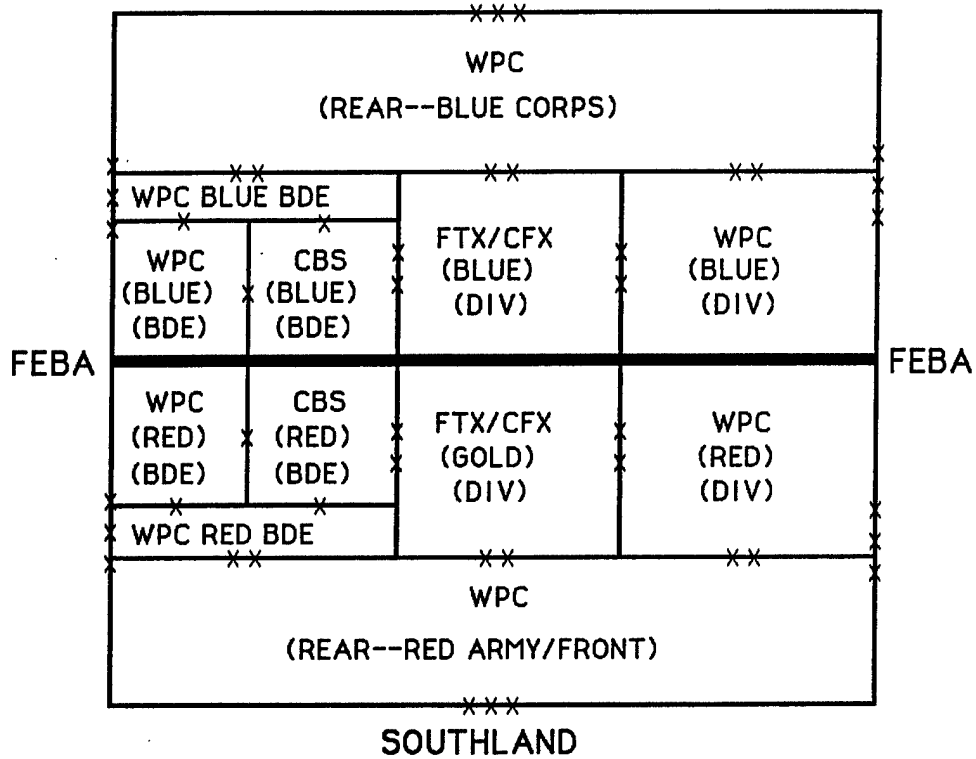 WPC
(REAR--BLUE CORPS)
WPC BLUE BDE
WPC
(BLUE)
(BDE)
CBS
(BLUE)
(BDE)
FTX/CFX
(BLUE)
(DIV)
WPC
(BLUE)
(DIV)
FEBA
FEBA
WPC
(RED)
(BDE)
CBS
(RED)
(BDE)
FTX/CFX
(GOLD)
(DIV)
WPC
(RED)
(DIV)
WPC RED BDE
WPC
(REAR--RED ARMY/FRONT)
SOUTHLAND